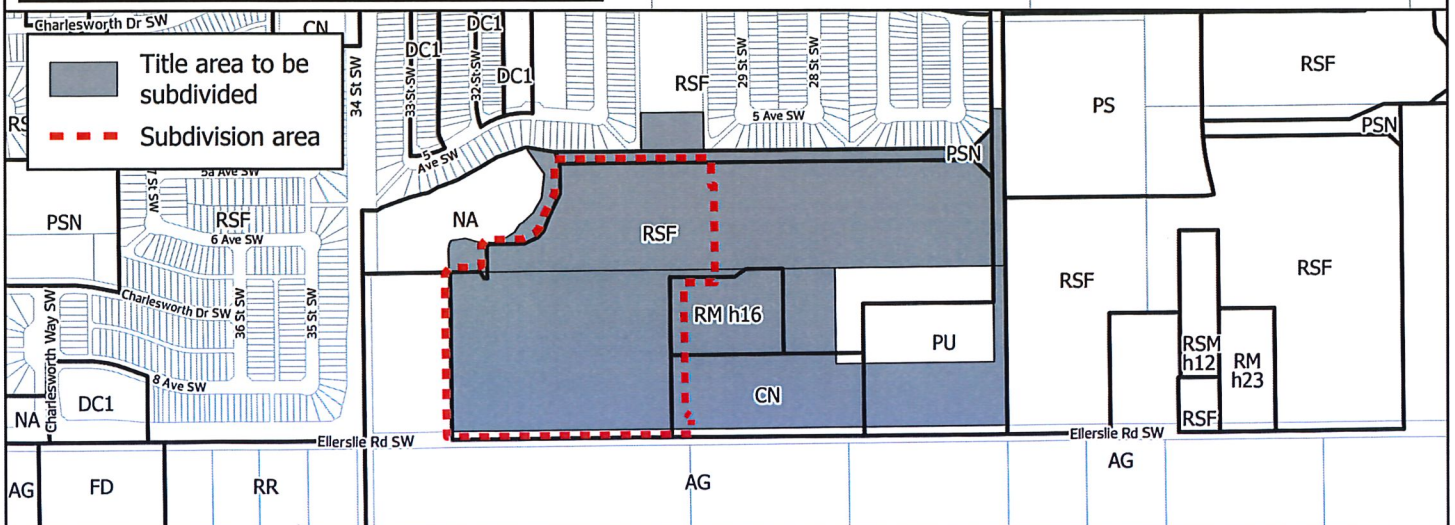 Charlesworth Dr SW
CN
DC1
DC1
DC1
34 St SW
33 St SW
32 St SW
RSF
29 St SW
28 St SW
RSF
PS
PSN
Title area to be
subdivided
Subdivision area
5 Ave SW
5
Ave SW
PSN
5a Ave SW
St SW
PSN
RSF
6 Ave SW
NA
RSF
RSF
RSF
Charlesworth Dr SW
Charlesworth Way SW
36 St SW
35 St SW
RM h16
PU
RSM
h12
RM
h23
8 Ave SW
DC1
NA
CN
RSF
Ellerslie Rd SW
Ellerslie Rd SW
AG
FD
RR
AG
AG